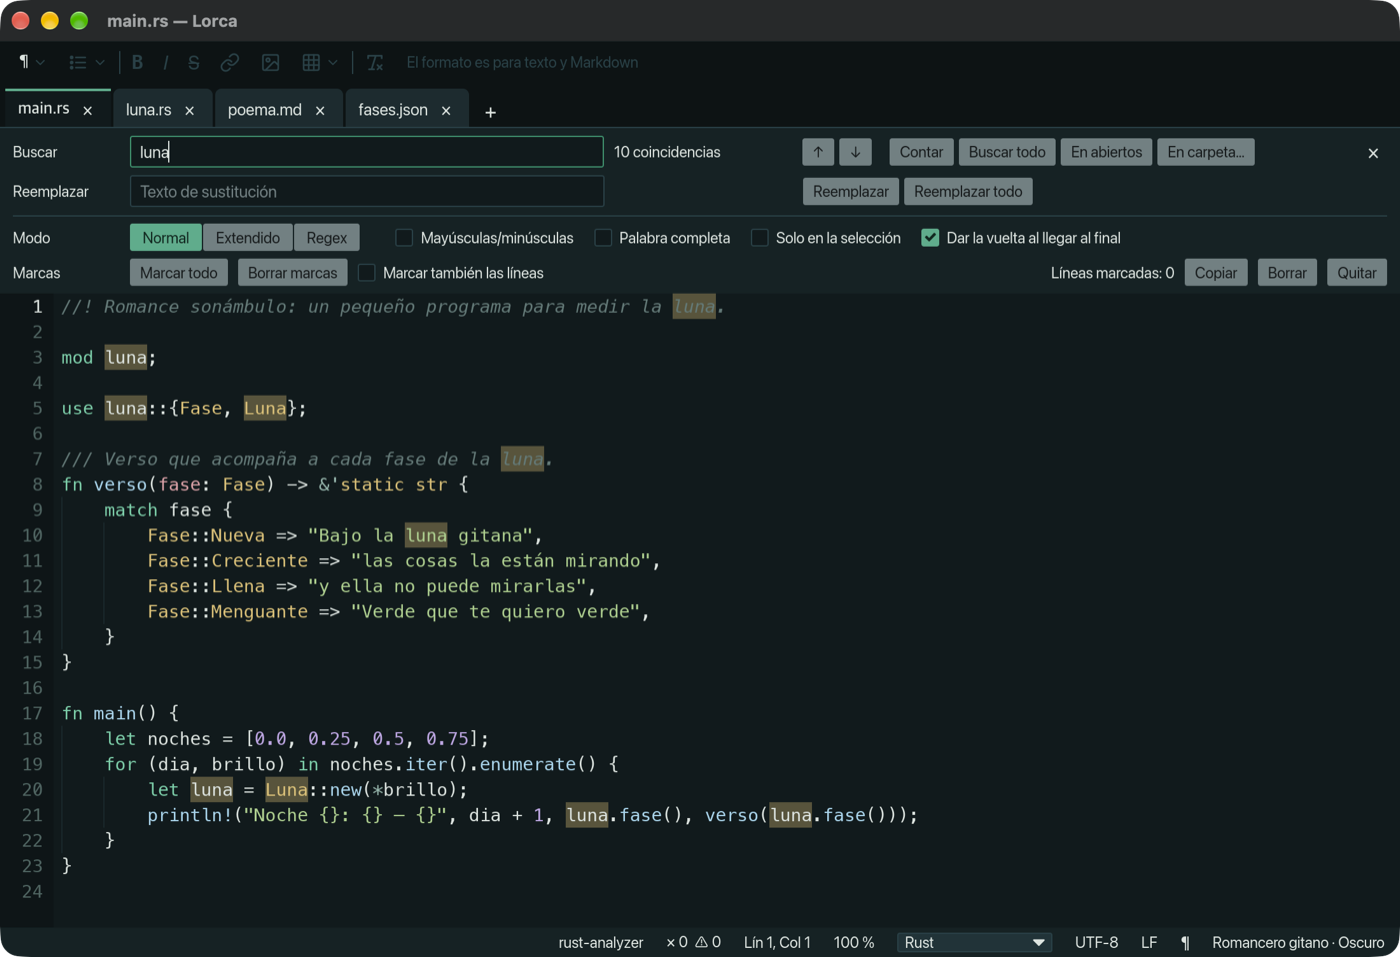 main.rs — Lorca
¶ B I S El formato es para texto y Markdown
main.rs × luna.rs × poema.md × fases.json × +
Buscar luna 10 coincidencias ↑ ↓ Contar Buscar todo En abiertos En carpeta... ×
Reemplazar Texto de sustitución Reemplazar Reemplazar todo
Modo Normal Extendido Regex Mayúsculas/minúsculas Palabra completa Solo en la selección Dar la vuelta al llegar al final
Marcas Marcar todo Borrar marcas Marcar también las líneas Líneas marcadas: 0 Copiar Borrar Quitar
1 //! Romance sonámbulo: un pequeño programa para medir la luna.
2
3 mod luna;
4
5 use luna::{Fase, Luna};
6
7 /// Verso que acompaña a cada fase de la luna.
8 fn verso(fase: Fase) -> &'static str {
9     match fase {
10         Fase::Nueva => "Bajo la luna gitana",
11         Fase::Creciente => "las cosas la están mirando",
12         Fase::Llena => "y ella no puede mirarlas",
13         Fase::Menguante => "Verde que te quiero verde",
14     }
15 }
16
17 fn main() {
18     let noches = [0.0, 0.25, 0.5, 0.75];
19     for (dia, brillo) in noches.iter().enumerate() {
20         let luna = Luna::new(*brillo);
21         println!("Noche {}: {} — {}", dia + 1, luna.fase(), verso(luna.fase()));
22     }
23 }
24
rust-analyzer × 0 ⚠ 0 Lín 1, Col 1 100 % Rust UTF-8 LF ¶ Romancero gitano · Oscuro